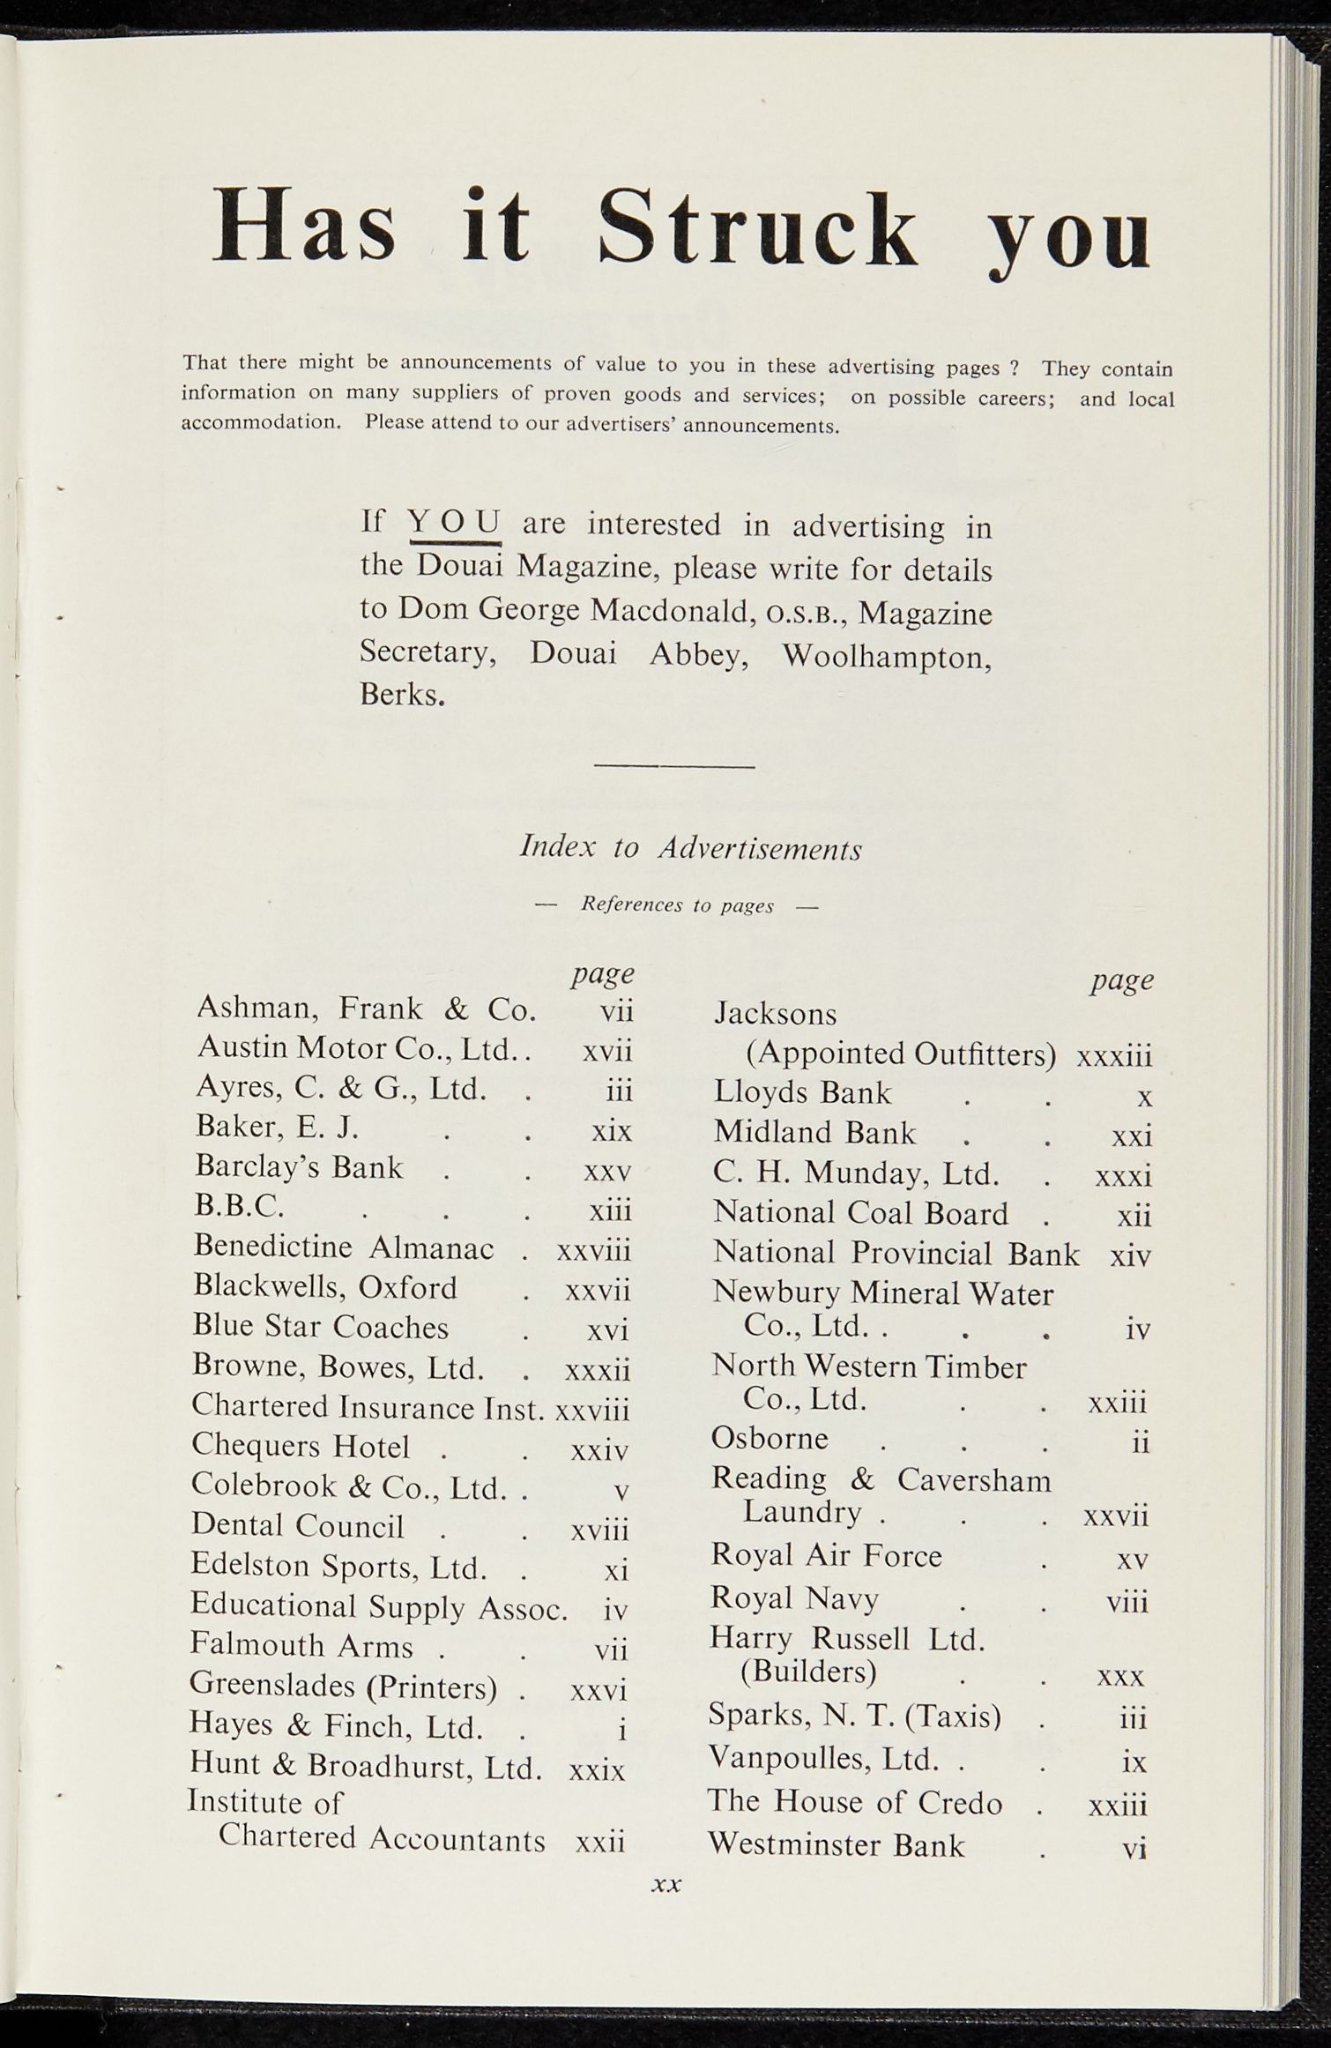 Has it Struck you
That there might be announcements of value to you in these advertising pages ? They contain
information on many suppliers of proven goods and services; on possible careers; and local
accommodation. Please attend to our advertisers' announcements.
If YOU are interested in advertising in
the Douai Magazine, please write for details
to Dom George Macdonald, O.S.B., Magazine
Secretary, Douai Abbey, Woolhampton,
Berks.
Index to Advertisements
— References to pages —
page
Ashman, Frank & Co. vii
Austin Motor Co., Ltd. . xvii
Ayres, C. & G., Ltd. . iii
Baker, E. J. . . xix
Barclay's Bank . . xxv
B.B.C. . . . xiii
Benedictine Almanac . xxviii
Blackwells, Oxford . xxvii
Blue Star Coaches . xvi
Browne, Bowes, Ltd. . xxxii
Chartered Insurance Inst. xxviii
Chequers Hotel . . xxiv
Colebrook & Co., Ltd. . v
Dental Council . . xviii
Edelston Sports, Ltd. . xi
Educational Supply Assoc. iv
Falmouth Arms . . vii
Greenslades (Printers) . xxvi
Hayes & Finch, Ltd. . i
Hunt & Broadhurst, Ltd. xxix
Institute of
Chartered Accountants xxii
page
Jacksons
(Appointed Outfitters) xxxiii
Lloyds Bank . . x
Midland Bank . . xxi
C. H. Munday, Ltd. . xxxi
National Coal Board . xii
National Provincial Bank xiv
Newbury Mineral Water
Co., Ltd. . . . iv
North Western Timber
Co., Ltd. . . xxiii
Osborne . . . ii
Reading & Caversham
Laundry . . . xxvii
Royal Air Force . xv
Royal Navy . . viii
Harry Russell Ltd.
(Builders) . . xxx
Sparks, N. T. (Taxis) . iii
Vanpoulles, Ltd. . . ix
The House of Credo . xxiii
Westminster Bank . vi
xx